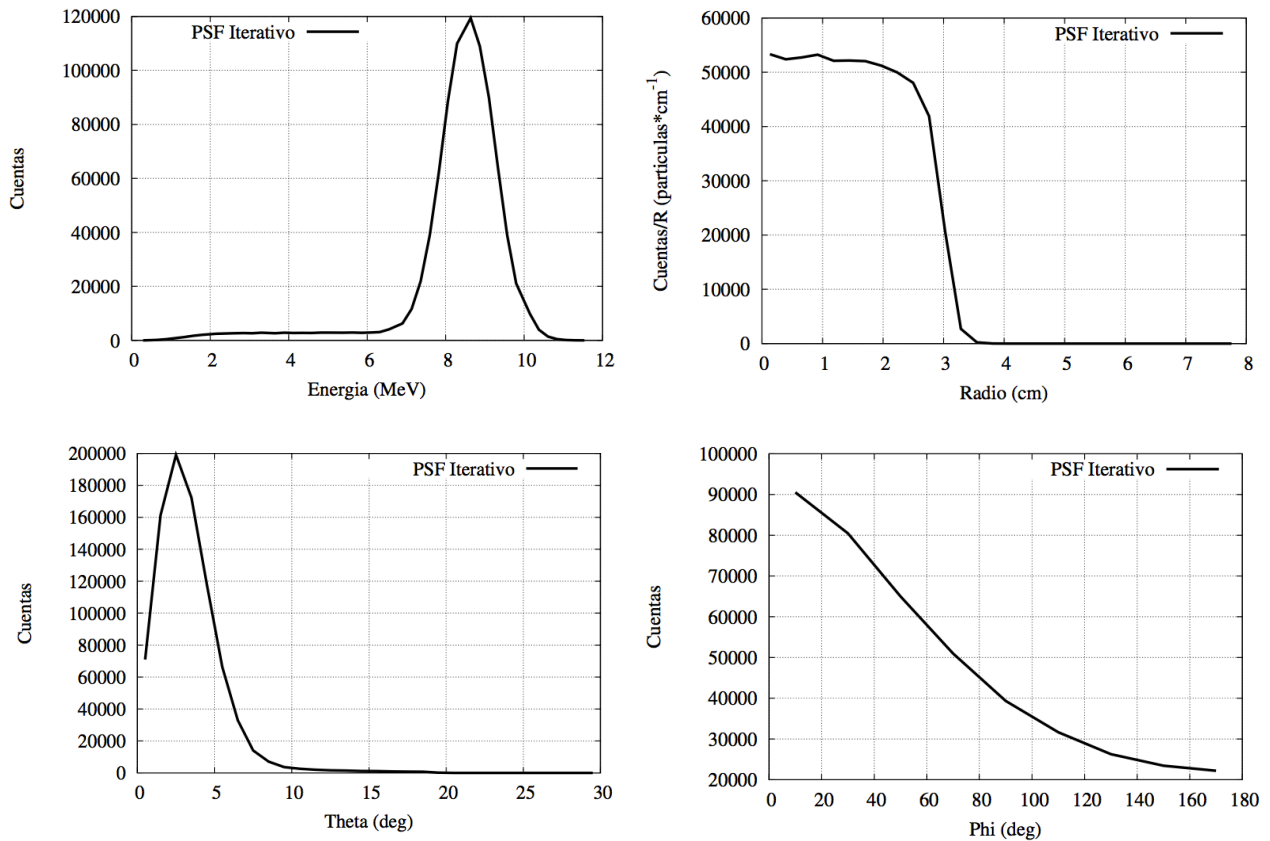 120000
100000
80000
60000
40000
20000
0
Cuentas
PSF Iterativo
0 2 4 6 8 10 12
Energia (MeV)
60000
50000
40000
30000
20000
10000
0
Cuentas/R (particulas*cm⁻¹)
PSF Iterativo
0 1 2 3 4 5 6 7 8
Radio (cm)
200000
180000
160000
140000
120000
100000
80000
60000
40000
20000
0
Cuentas
PSF Iterativo
0 5 10 15 20 25 30
Theta (deg)
100000
90000
80000
70000
60000
50000
40000
30000
20000
Cuentas
PSF Iterativo
0 20 40 60 80 100 120 140 160 180
Phi (deg)